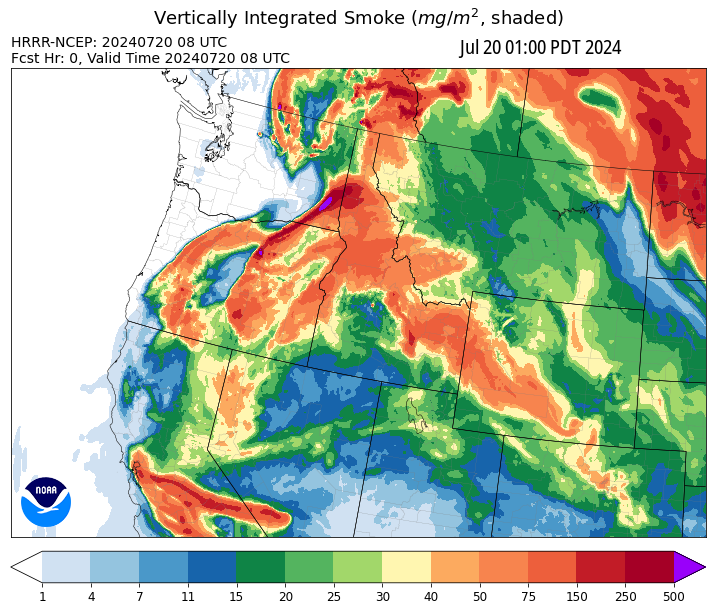 Vertically Integrated Smoke (mg/m², shaded)
HRRR-NCEP: 20240720 08 UTC
Jul 20 01:00 PDT 2024
Fcst Hr: 0, Valid Time 20240720 08 UTC
NOAA
1 4 7 11 15 20 25 30 40 50 75 150 250 500